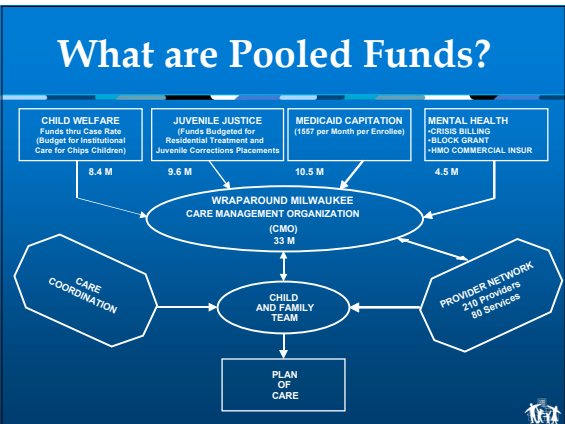 What are Pooled Funds?
CHILD WELFARE
Funds thru Case Rate
(Budget for Institutional
Care for Chips Children)
JUVENILE JUSTICE
(Funds Budgeted for
Residential Treatment and
Juvenile Corrections Placements
MEDICAID CAPITATION
(1557 per Month per Enrollee)
MENTAL HEALTH
•CRISIS BILLING
•BLOCK GRANT
•HMO COMMERCIAL INSUR
8.4 M
9.6 M
10.5 M
4.5 M
WRAPAROUND MILWAUKEE
CARE MANAGEMENT ORGANIZATION
(CMO)
33 M
CARE
COORDINATION
CHILD
AND FAMILY
TEAM
PROVIDER NETWORK
210 Providers
80 Services
PLAN
OF
CARE